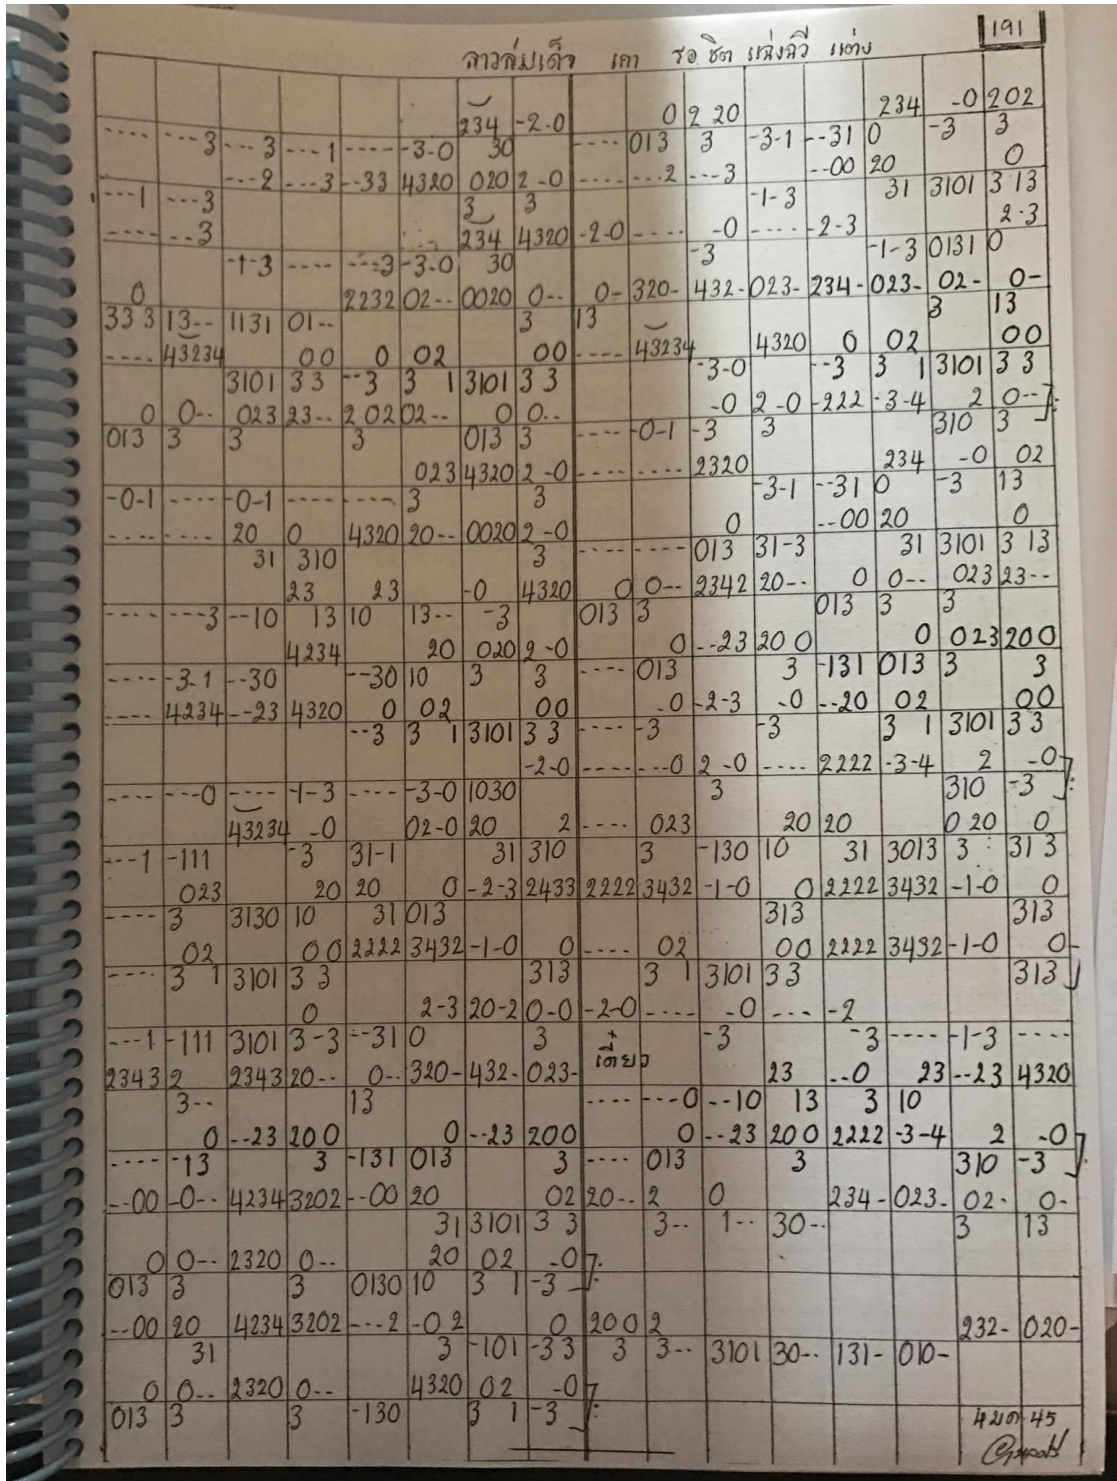 191
ลาวล่มเด็จ เคา รอ ชิต แฉ่งฉวี แต่ง
234 -2-0 0 2 20 234 -0 202
---- ---3 ---3 ---1 ---- -3-0 30 ---- 013 3 -3-1 --31 0 -3 3
---2 ---3 --33 4320 020 2-0 ---- ---2 ---3 --00 20 0
---1 ---3 3 3 -1-3 31 3101 3 13
---- ---3 234 4320 -2-0 ---- -0 ---- -2-3 2-3
-1-3 ---- ---3 -3-0 30 -3 -1-3 0131 0
0 2232 02-- 0020 0-- 0- 320- 432- 023- 234- 023- 02- 0-
333 13-- 1131 01-- 3 13 3 13
---- 43234 00 0 02 00 ---- 43234 4320 0 02 00
3101 33 --3 3 1 3101 33 -3-0 --3 3 1 3101 33
0 0-- 023 23-- 202 02-- 0 0-- -0 2-0 -222 -3-4 2 0--
013 3 3 3 013 3 ---- -0-1 -3 3 310 3
023 4320 2-0 ---- ---- 2320 234 -0 02
-0-1 ---- -0-1 ---- ---- 3 3 -3-1 --31 0 -3 13
---- ---- 20 0 4320 20-- 0020 2-0 0 --00 20 0
31 310 3 ---- ---- 013 31-3 31 3101 3 13
23 23 -0 4320 0 0-- 2342 20-- 0 0-- 023 23--
---- ---3 --10 13 10 13-- -3 013 3 013 3 3
4234 20 020 2-0 0 --23 200 0 023 200
---- -3-1 --30 --30 10 3 3 ---- 013 3 -131 013 3 3
---- 4234 --23 4320 0 02 00 -0 -2-3 -0 --20 02 00
--3 3 1 3101 33 ---- -3 -3 3 1 3101 33
-2-0 ---- ---0 2-0 ---- 2222 -3-4 2 -0
---- ---0 ---- -1-3 ---- -3-0 1030 3 310 -3
43234 -0 02-0 20 2 ---- 023 20 20 020 0
---1 -111 -3 31-1 31 310 3 -130 10 31 3013 3 313
023 20 20 0 -2-3 2433 2222 3432 -1-0 0 2222 3432 -1-0 0
---- 3 3130 10 31 013 313 313
02 00 2222 3432 -1-0 0 ---- 02 00 2222 3432 -1-0 0-
---- 3 1 3101 33 313 3 1 3101 33 313
0 2-3 20-2 0-0 -2-0 ---- -0 ---- -2
---1 -111 3101 3-3 --31 0 3 เดี่ยว -3 -3 ---- -1-3 ----
2343 2 2343 20-- 0-- 320- 432- 023- 23 --0 23 --23 4320
3-- 13 ---- ---0 --10 13 3 10
0 --23 200 0 --23 200 0 --23 200 2222 -3-4 2 -0
---- -13 3 -131 013 3 ---- 013 3 310 -3
--00 -0-- 4234 3202 --00 20 02 20-- 2 0 234- 023- 02- 0-
31 3101 33 3-- 1-- 30-- 3 13
0 0-- 2320 0-- 20 02 -0
013 3 3 0130 10 3 1 -3
--00 20 4234 3202 ---2 -02 0 200 2 232- 020-
31 3 -101 -33 3 3-- 3101 30-- 131- 010-
0 0-- 2320 0-- 4320 02 -0
013 3 3 -130 3 1 -3
4 มค 45